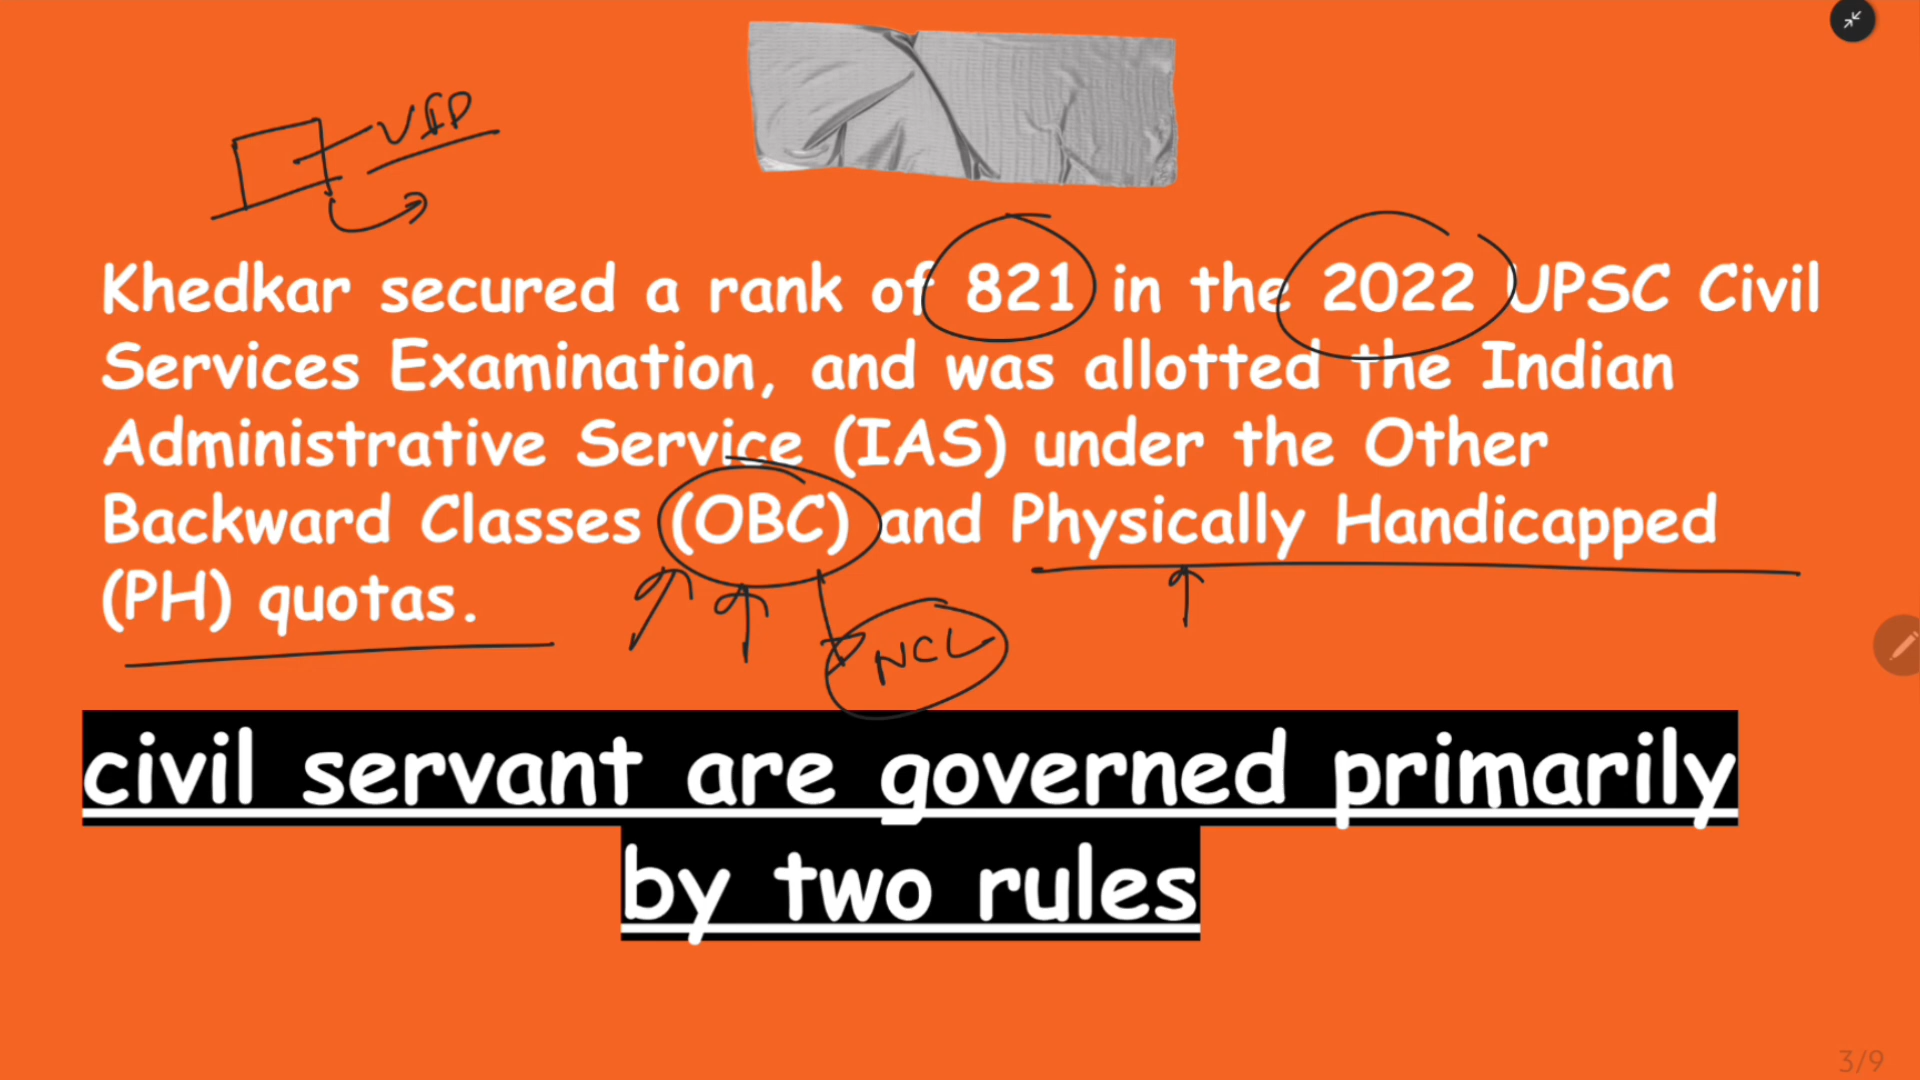 VIP
Khedkar secured a rank of 821 in the 2022 UPSC Civil
Services Examination, and was allotted the Indian
Administrative Service (IAS) under the Other
Backward Classes (OBC) and Physically Handicapped
(PH) quotas.
NCL
civil servant are governed primarily
by two rules
3/9